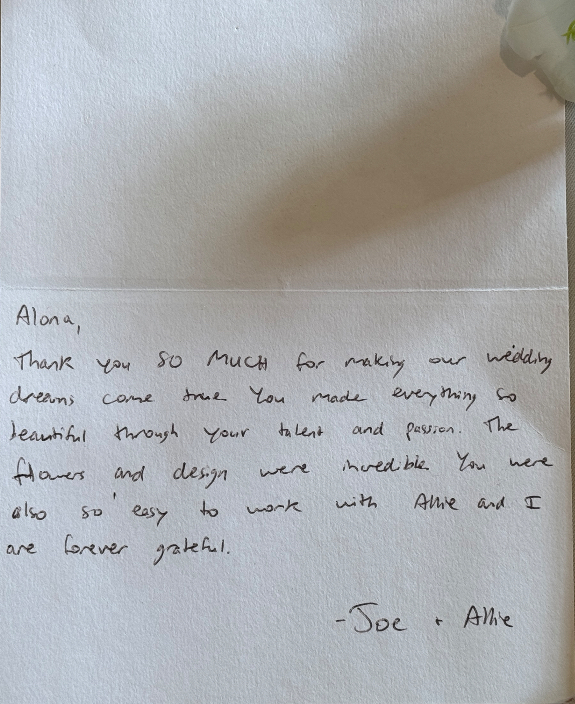 Alona,
Thank you SO MUCH for making our wedding
dreams come true You made everything so
beautiful through your talent and passion. The
flowers and design were incredible You were
also so easy to work with Allie and I
are forever grateful.
- Joe + Allie